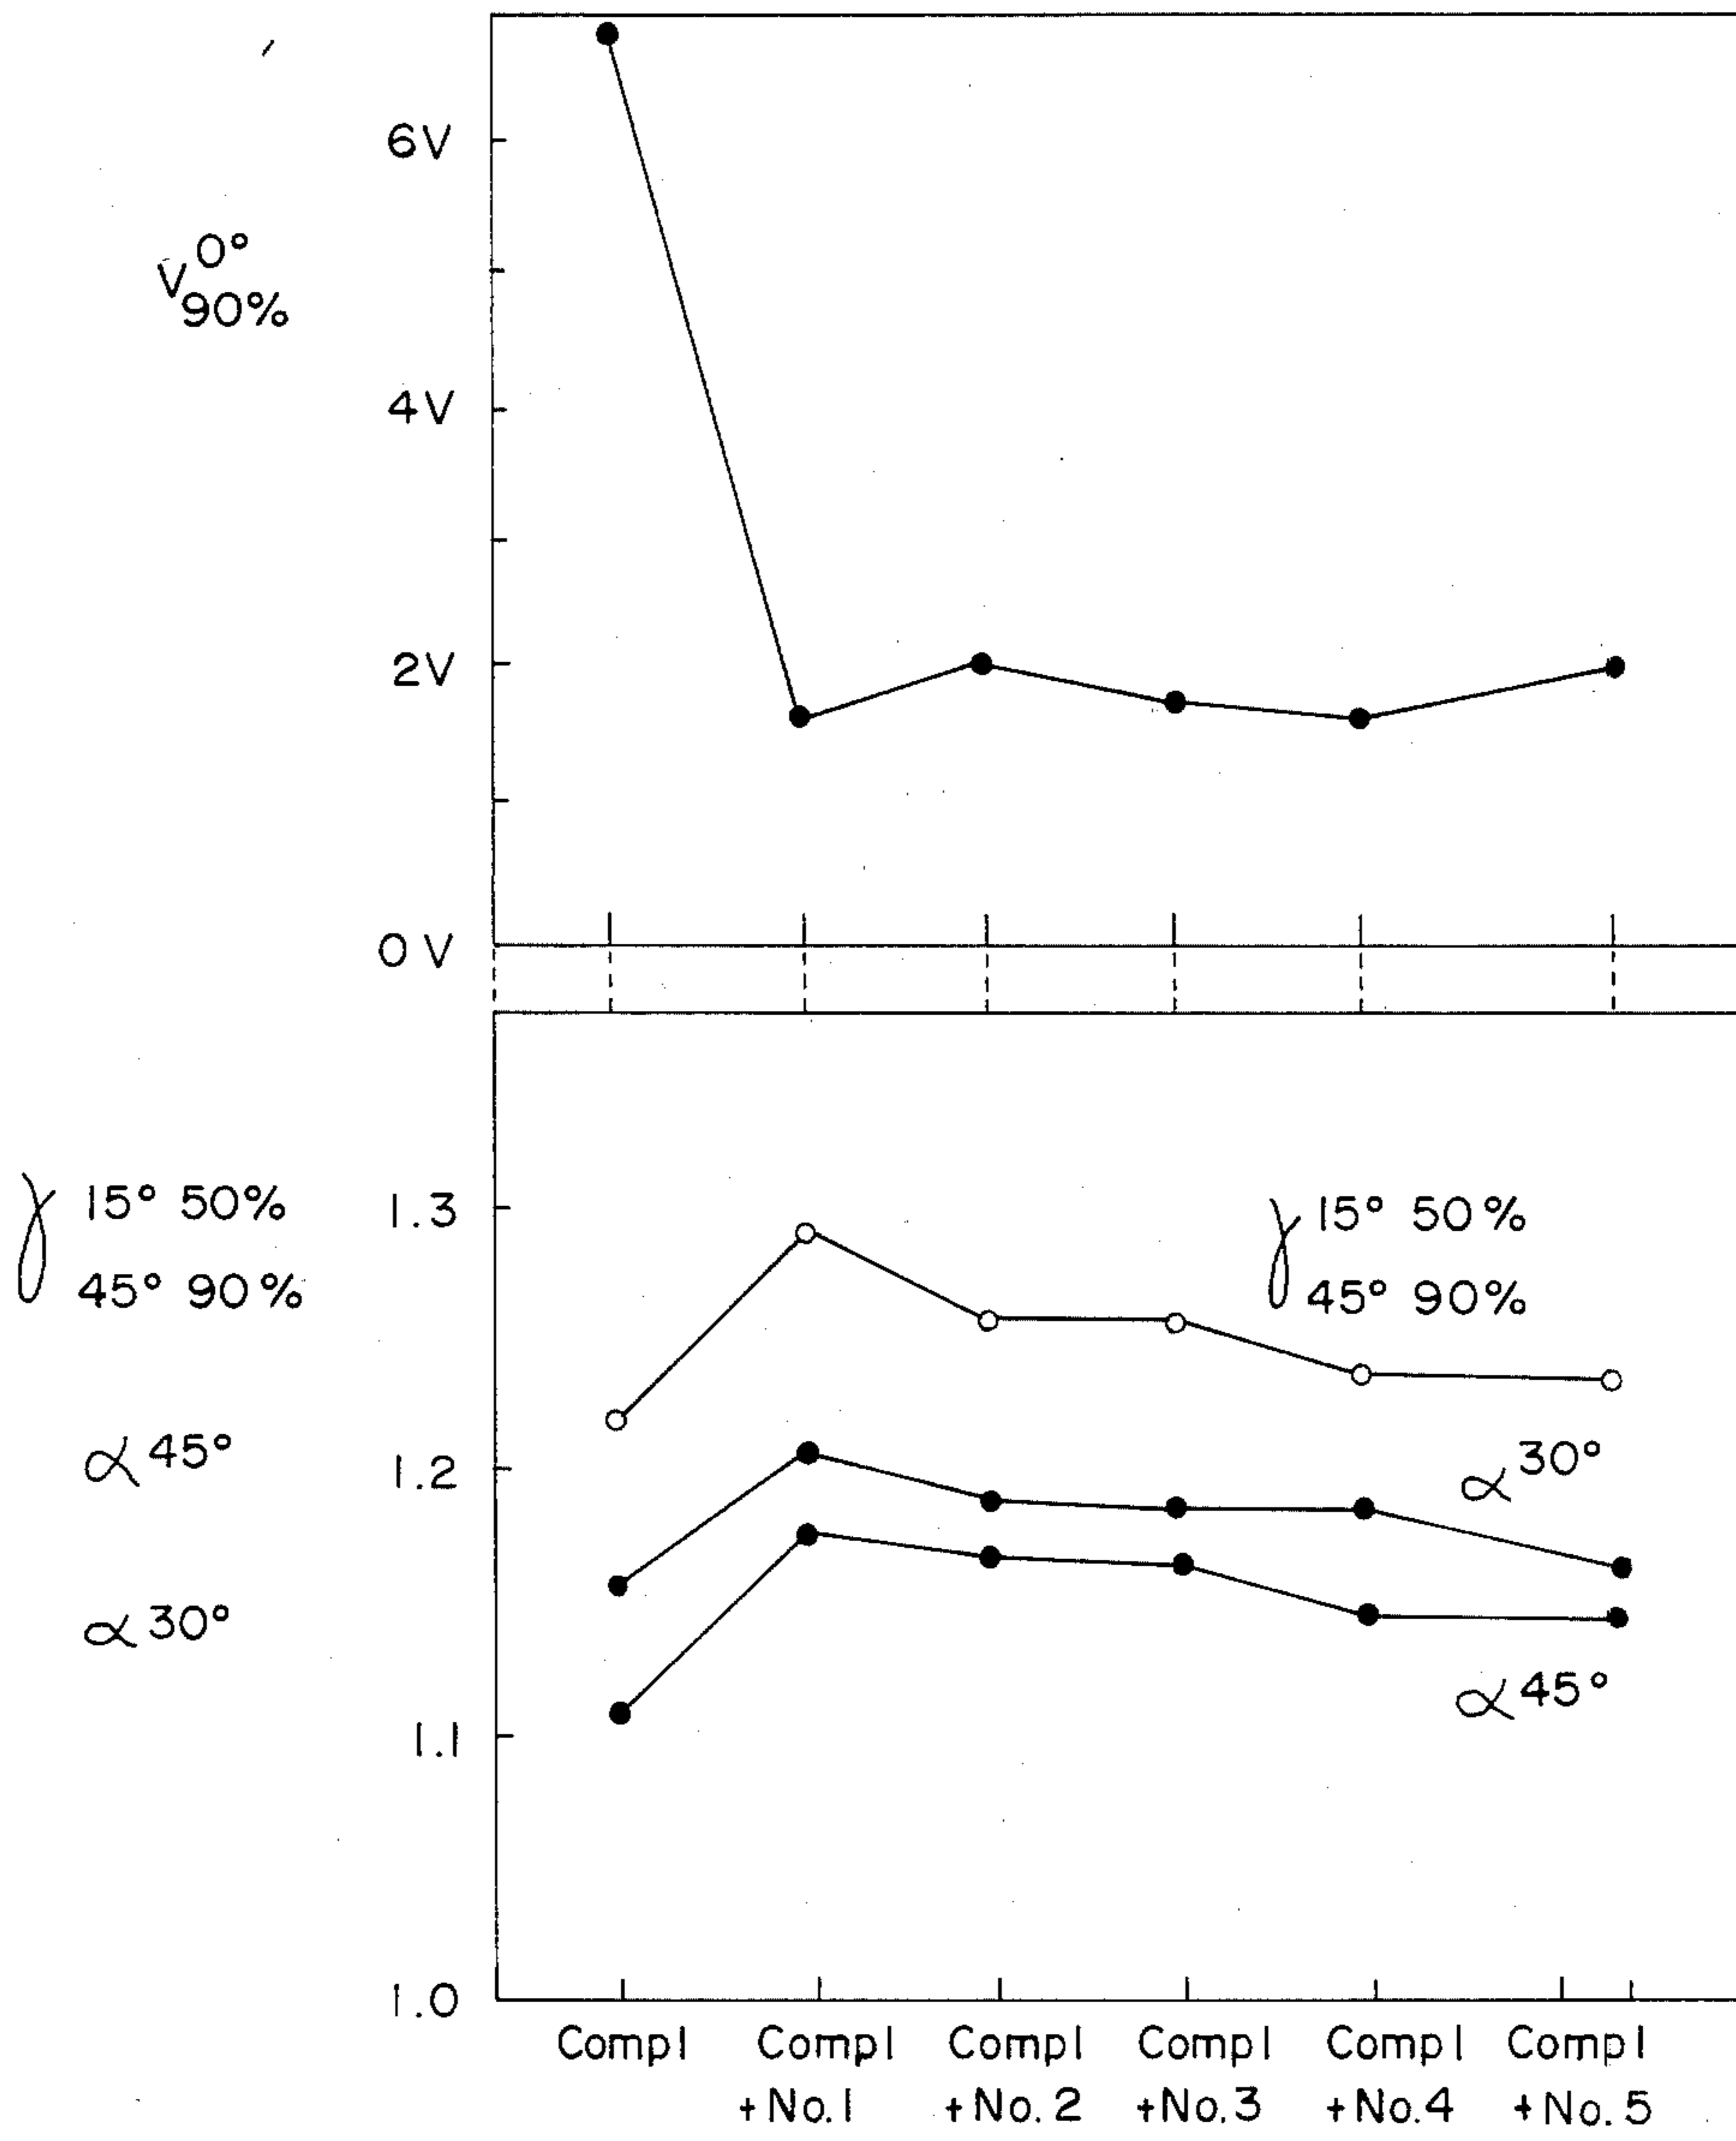 6V
V 0°
90%
4V
2V
0 V
γ 15° 50%
45° 90%
1.3
γ 15° 50%
45° 90%
α 45°
1.2
α 30°
α 30°
α 45°
1.1
1.0
Compl Compl Compl Compl Compl Compl
+No.1 +No.2 +No.3 +No.4 +No.5